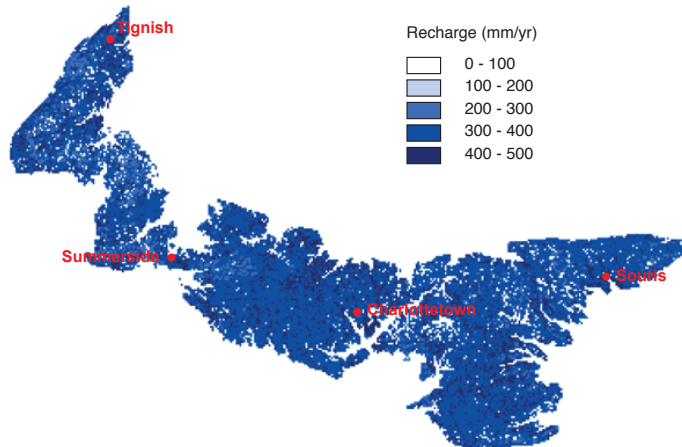 Tignish
Recharge (mm/yr)
0 - 100
100 - 200
200 - 300
300 - 400
400 - 500
Summerside
Souris
Charlottetown